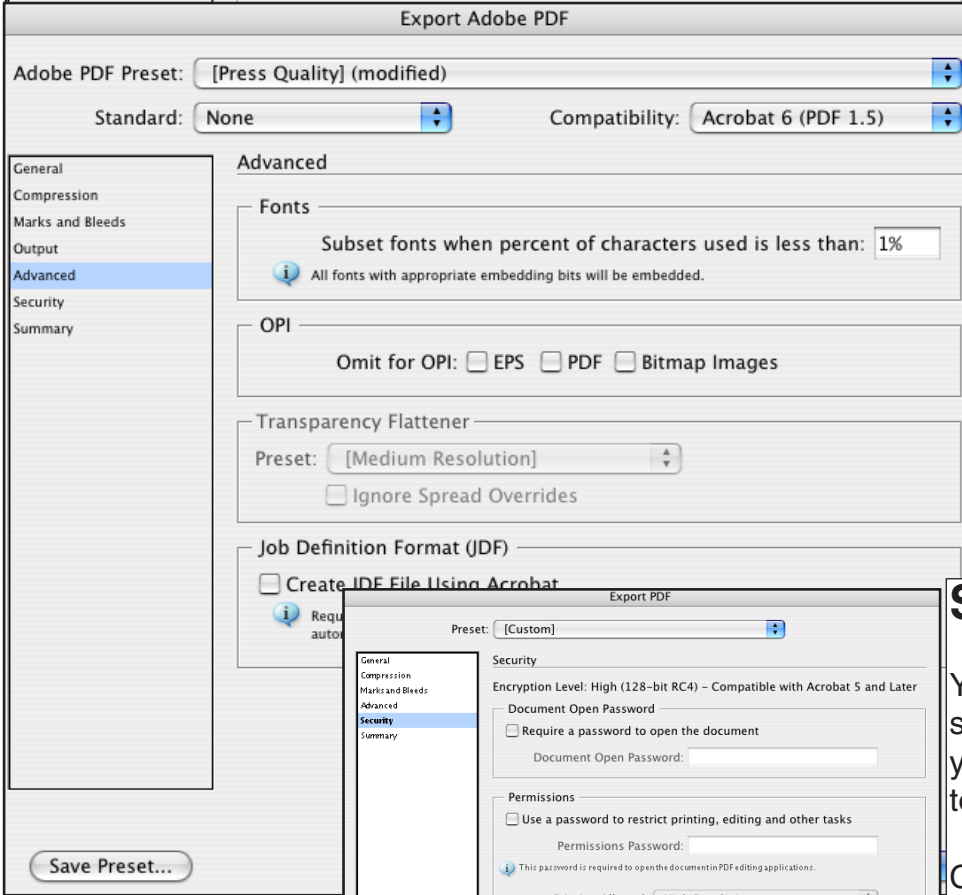 Export Adobe PDF
Adobe PDF Preset: [Press Quality] (modified)
Standard: None Compatibility: Acrobat 6 (PDF 1.5)
General
Compression
Marks and Bleeds
Output
Advanced
Security
Summary
Advanced
Fonts
Subset fonts when percent of characters used is less than: 1%
All fonts with appropriate embedding bits will be embedded.
OPI
Omit for OPI: EPS PDF Bitmap Images
Transparency Flattener
Preset: [Medium Resolution]
Ignore Spread Overrides
Job Definition Format (JDF)
Create JDF File Using Acrobat
Save Preset...
Export PDF
Preset: [Custom]
General
Compression
Marks and Bleeds
Advanced
Security
Summary
Security
Encryption Level: High (128-bit RC4) – Compatible with Acrobat 5 and Later
Document Open Password
Require a password to open the document
Document Open Password:
Permissions
Use a password to restrict printing, editing and other tasks
Permissions Password:
This password is required to open the document in PDF editing applications.